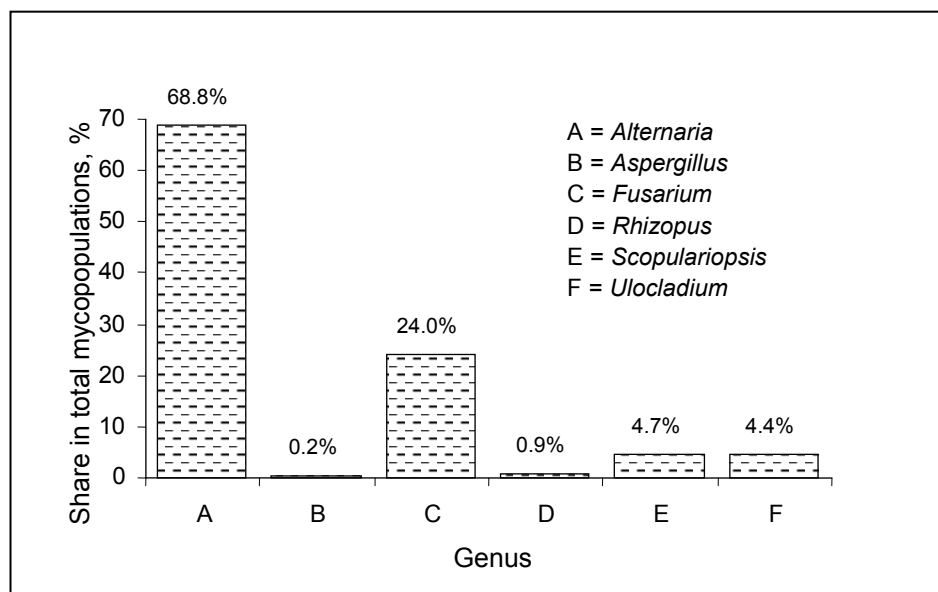 68.8%
70
60
50
40
30
20
10
0
Share in total mycopopulations, %
0.2%
24.0%
0.9%
4.7%
4.4%
A = Alternaria
B = Aspergillus
C = Fusarium
D = Rhizopus
E = Scopulariopsis
F = Ulocladium
A B C D E F
Genus